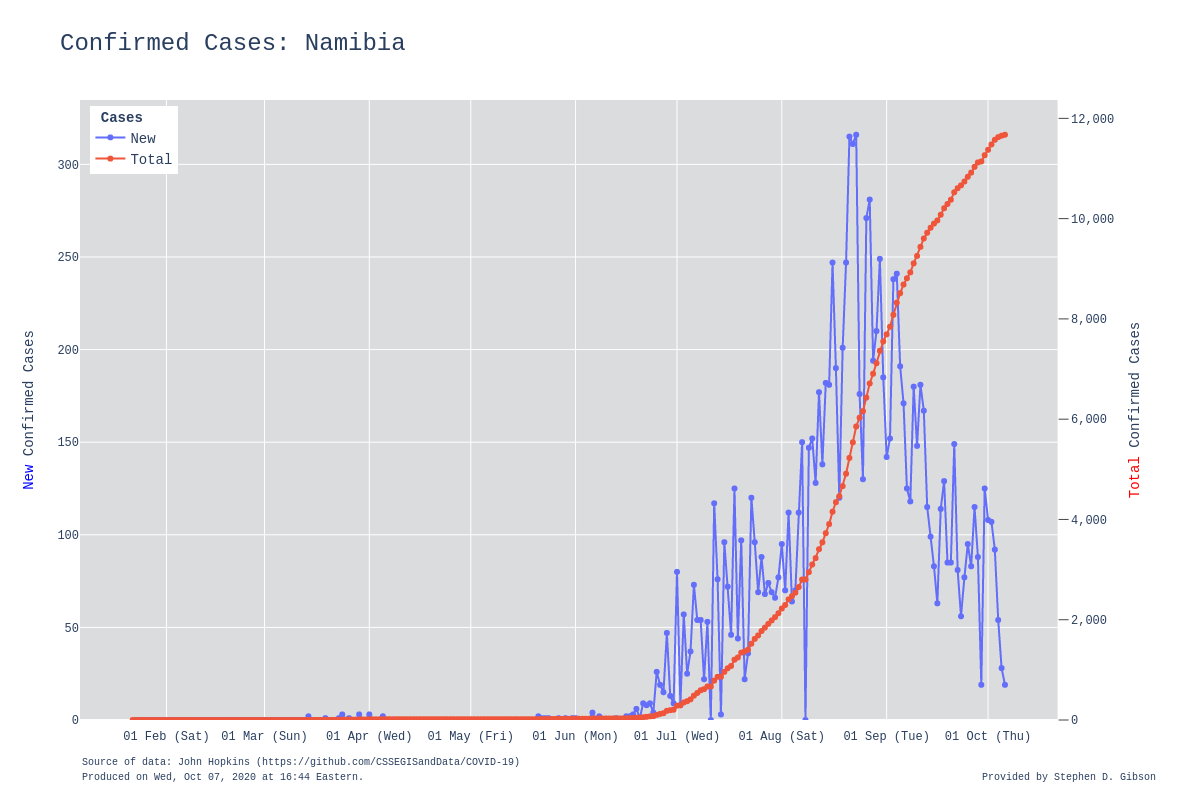 Confirmed Cases: Namibia
Cases
New
Total
300
250
200
150
100
50
0
12,000
10,000
8,000
6,000
4,000
2,000
0
New Confirmed Cases
Total Confirmed Cases
01 Feb (Sat) 01 Mar (Sun) 01 Apr (Wed) 01 May (Fri) 01 Jun (Mon) 01 Jul (Wed) 01 Aug (Sat) 01 Sep (Tue) 01 Oct (Thu)
Source of data: John Hopkins (https://github.com/CSSEGISandData/COVID-19)
Produced on Wed, Oct 07, 2020 at 16:44 Eastern.
Provided by Stephen D. Gibson